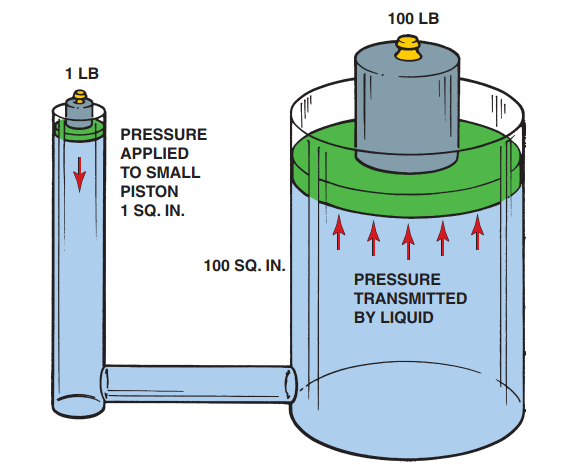 100 LB
1 LB
PRESSURE
APPLIED
TO SMALL
PISTON
1 SQ. IN.
100 SQ. IN.
PRESSURE
TRANSMITTED
BY LIQUID